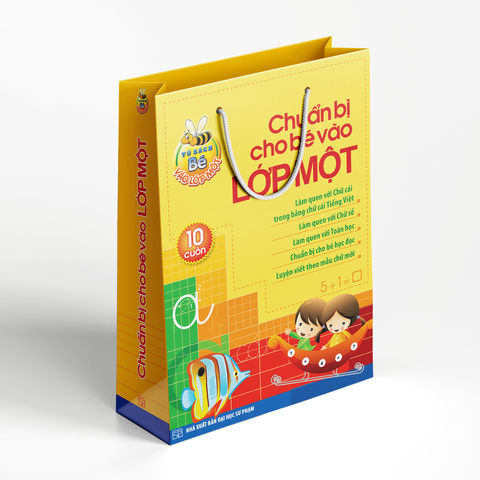 Chuẩn bị
cho bé vào
LỚP MỘT
TỦ SÁCH
Bé
VÀO LỚP MỘT
10
cuốn
Làm quen với Chữ cái
trong bảng chữ cái Tiếng Việt
Làm quen với Chữ số
Làm quen với Toán học
Chuẩn bị cho bé học đọc
Luyện viết theo mẫu chữ mới
5+1=
a
NHÀ XUẤT BẢN ĐẠI HỌC SƯ PHẠM
Chuẩn bị cho bé vào LỚP MỘT